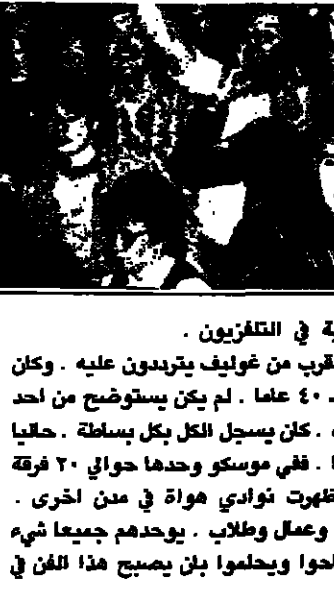 ية في التلفزيون .
قرب من غوليف يترددون عليه . وكان
٤٠ عاما . لم يكن يستوضح من احد
. كان يسجل الكل بكل بساطة . حاليا
. ففي موسكو وحدها حوالي ٢٠ فرقة
ظهرت نوادي هواة في مدن اخرى .
وعمال وطلاب . يوحدهم جميعا شيء
حوا ويحلموا بان يصبح هذا الفن في